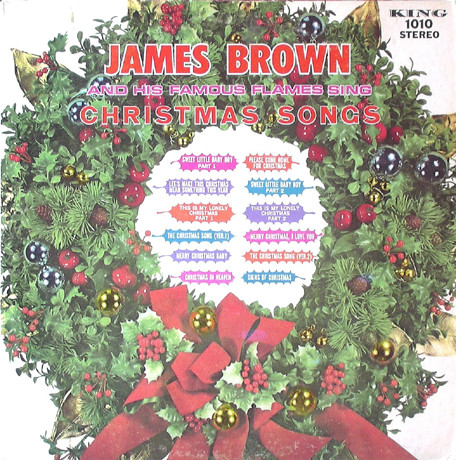 KING
1010
STEREO
JAMES BROWN
AND HIS FAMOUS FLAMES SING
CHRISTMAS SONGS
SWEET LITTLE BABY BOY
PART 1
PLEASE COME HOME
FOR CHRISTMAS
LET'S MAKE THIS CHRISTMAS
MEAN SOMETHING THIS YEAR
SWEET LITTLE BABY BOY
PART 2
THIS IS MY LONELY
CHRISTMAS
PART 1
THIS IS MY LONELY
CHRISTMAS
PART 2
THE CHRISTMAS SONG (VER.1)
MERRY CHRISTMAS, I LOVE YOU
MERRY CHRISTMAS BABY
THE CHRISTMAS SONG (VER.2)
CHRISTMAS IN HEAVEN
SIGNS OF CHRISTMAS